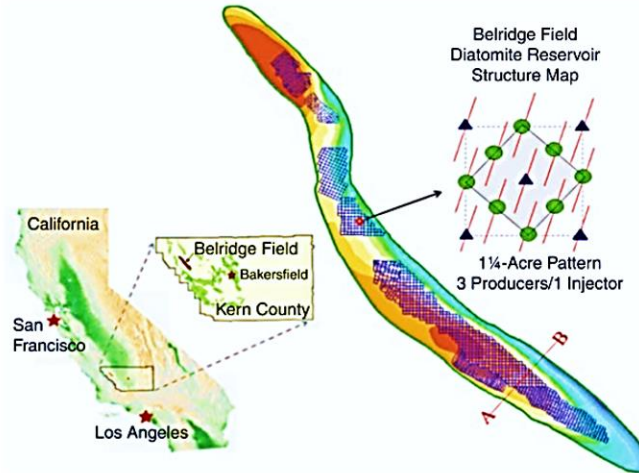 Belridge Field
Diatomite Reservoir
Structure Map
1¼-Acre Pattern
3 Producers/1 Injector
California
Belridge Field
Bakersfield
Kern County
San
Francisco
Los Angeles
A
B